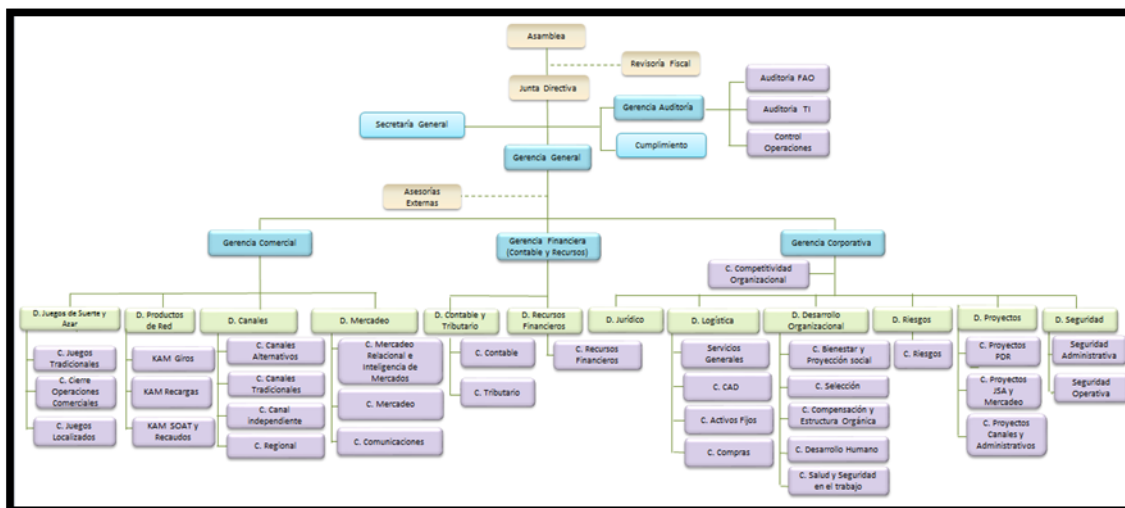 Asamblea
Revisoría Fiscal
Junta Directiva
Auditoría FAO
Gerencia Auditoría
Auditoría TI
Secretaría General
Control
Operaciones
Cumplimiento
Gerencia General
Asesorías
Externas
Gerencia Comercial
Gerencia Financiera
(Contable y Recursos)
Gerencia Corporativa
C. Competitividad
Organizacional
D. Juegos de Suerte y
Azar
C. Juegos
Tradicionales
C. Cierre
Operaciones
Comerciales
C. Juegos
Localizados
D. Productos
de Red
KAM Giros
KAM Recargas
KAM SOAT y
Recaudos
D. Canales
C. Canales
Alternativos
C. Canales
Tradicionales
C. Canal
independiente
C. Regional
D. Mercadeo
C. Mercadeo
Relacional e
Inteligencia de
Mercados
C. Mercadeo
C. Comunicaciones
D. Contable y
Tributario
C. Contable
C. Tributario
D. Recursos
Financieros
C. Recursos
Financieros
D. Jurídico
D. Logística
Servicios
Generales
C. CAD
C. Activos Fijos
C. Compras
D. Desarrollo
Organizacional
C. Bienestar y
Proyección social
C. Selección
C. Compensación y
Estructura Orgánica
C. Desarrollo Humano
C. Salud y Seguridad
en el trabajo
D. Riesgos
C. Riesgos
D. Proyectos
C. Proyectos
PDR
C. Proyectos
JSA y
Mercadeo
C. Proyectos
Canales y
Administrativos
D. Seguridad
Seguridad
Administrativa
Seguridad
Operativa